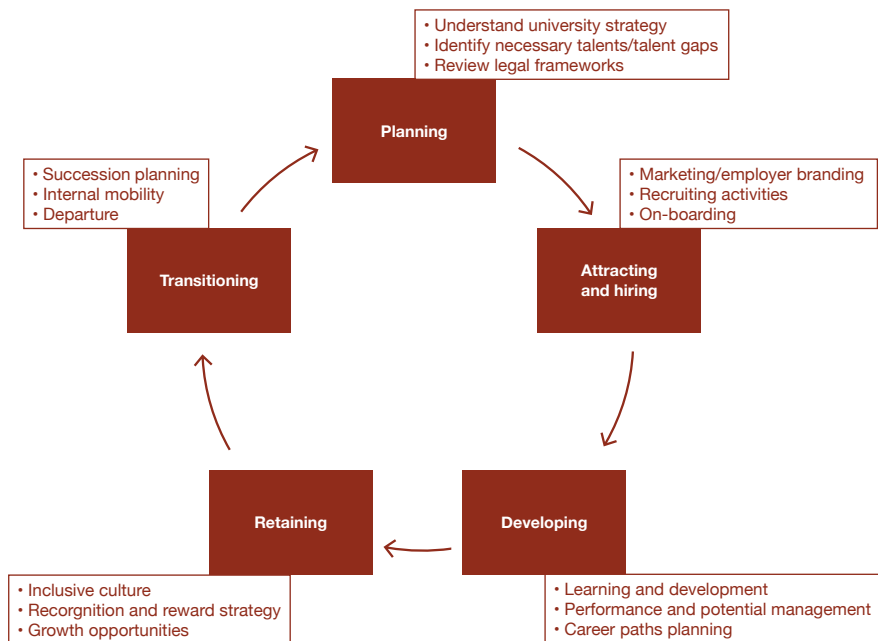 • Understand university strategy
• Identify necessary talents/talent gaps
• Review legal frameworks
Planning
• Marketing/employer branding
• Recruiting activities
• On-boarding
Attracting
and hiring
• Succession planning
• Internal mobility
• Departure
Transitioning
Developing
• Learning and development
• Performance and potential management
• Career paths planning
Retaining
• Inclusive culture
• Recorgnition and reward strategy
• Growth opportunities